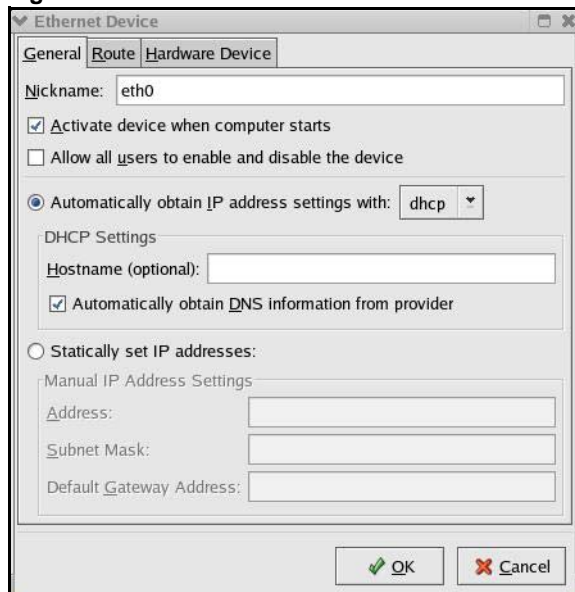 Ethernet Device
General Route Hardware Device
Nickname: eth0
Activate device when computer starts
Allow all users to enable and disable the device
Automatically obtain IP address settings with: dhcp
DHCP Settings
Hostname (optional):
Automatically obtain DNS information from provider
Statically set IP addresses:
Manual IP Address Settings
Address:
Subnet Mask:
Default Gateway Address:
OK Cancel